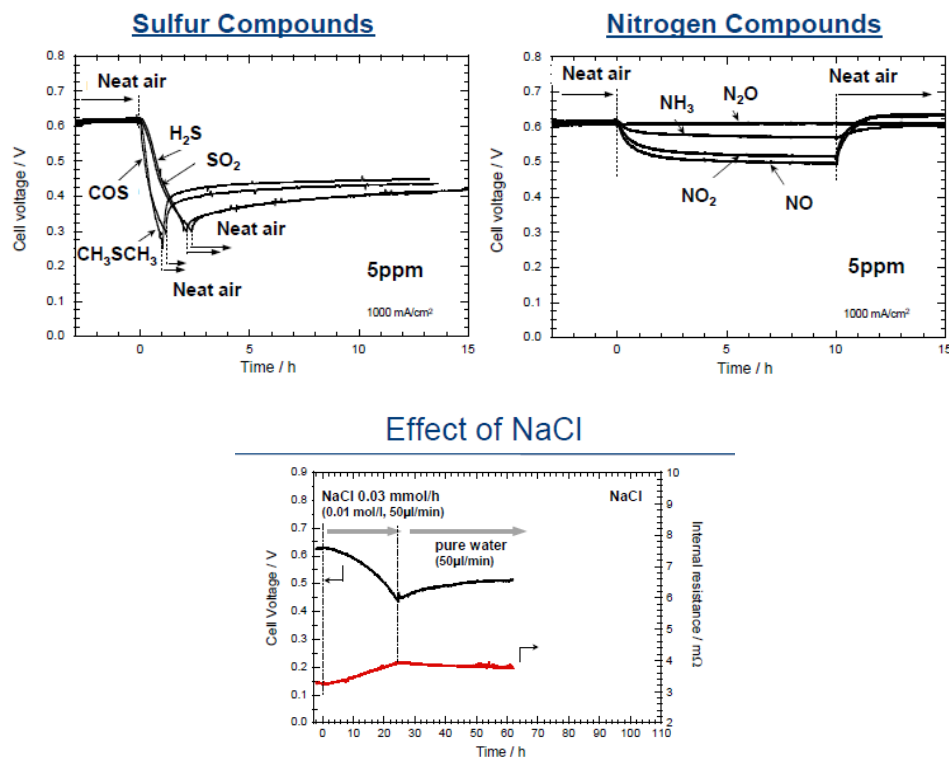 Sulfur Compounds
Neat air
H₂S
SO₂
COS
CH₃SCH₃
Neat air
Neat air
5ppm
1000 mA/cm²
0.8
0.7
0.6
0.5
0.4
0.3
0.2
0.1
0.0
0
5
10
15
Cell voltage / V
Time / h
Nitrogen Compounds
Neat air
Neat air
NH₃
N₂O
NO₂
NO
5ppm
1000 mA/cm²
0.8
0.7
0.6
0.5
0.4
0.3
0.2
0.1
0.0
0
5
10
15
Cell voltage / V
Time / h
Effect of NaCl
NaCl 0.03 mmol/h
(0.01 mol/l, 50µl/min)
NaCl
pure water
(50µl/min)
0.9
0.8
0.7
0.6
0.5
0.4
0.3
0.2
0.1
0.0
10
9
8
7
6
5
4
3
2
0 10 20 30 40 50 60 70 80 90 100 110
Cell Voltage / V
Internal resistance / mΩ
Time / h